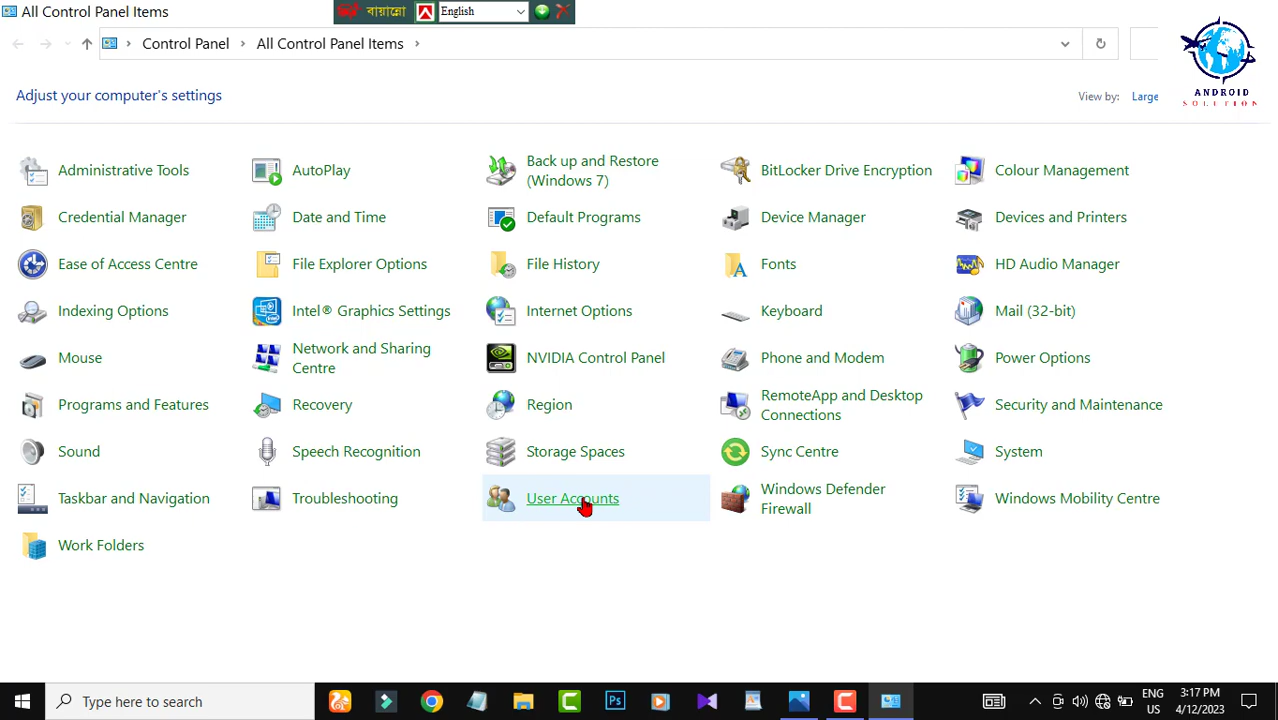 All Control Panel Items
বায়ান্নো
English
Control Panel
All Control Panel Items
Adjust your computer's settings
View by:
Large
ANDROID
SOLUTION
Administrative Tools
AutoPlay
Back up and Restore
(Windows 7)
BitLocker Drive Encryption
Colour Management
Credential Manager
Date and Time
Default Programs
Device Manager
Devices and Printers
Ease of Access Centre
File Explorer Options
File History
Fonts
HD Audio Manager
Indexing Options
Intel® Graphics Settings
Internet Options
Keyboard
Mail (32-bit)
Mouse
Network and Sharing
Centre
NVIDIA Control Panel
Phone and Modem
Power Options
Programs and Features
Recovery
Region
RemoteApp and Desktop
Connections
Security and Maintenance
Sound
Speech Recognition
Storage Spaces
Sync Centre
System
Taskbar and Navigation
Troubleshooting
User Accounts
Windows Defender
Firewall
Windows Mobility Centre
Work Folders
Type here to search
Ps
ENG
US
3:17 PM
4/12/2023